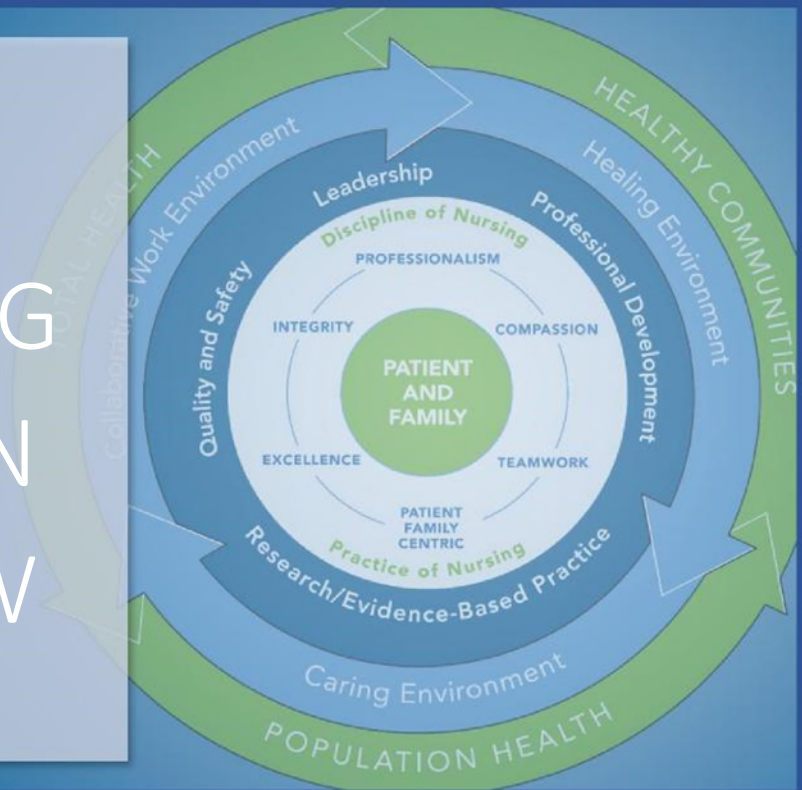 G
N
W
TOTAL HEALTH
HEALTHY COMMUNITIES
POPULATION HEALTH
Collaborative Work Environment
Healing Environment
Caring Environment
Leadership
Professional Development
Quality and Safety
Research/Evidence-Based Practice
Discipline of Nursing
PROFESSIONALISM
INTEGRITY
COMPASSION
PATIENT
AND
FAMILY
EXCELLENCE
TEAMWORK
PATIENT
FAMILY
CENTRIC
Practice of Nursing